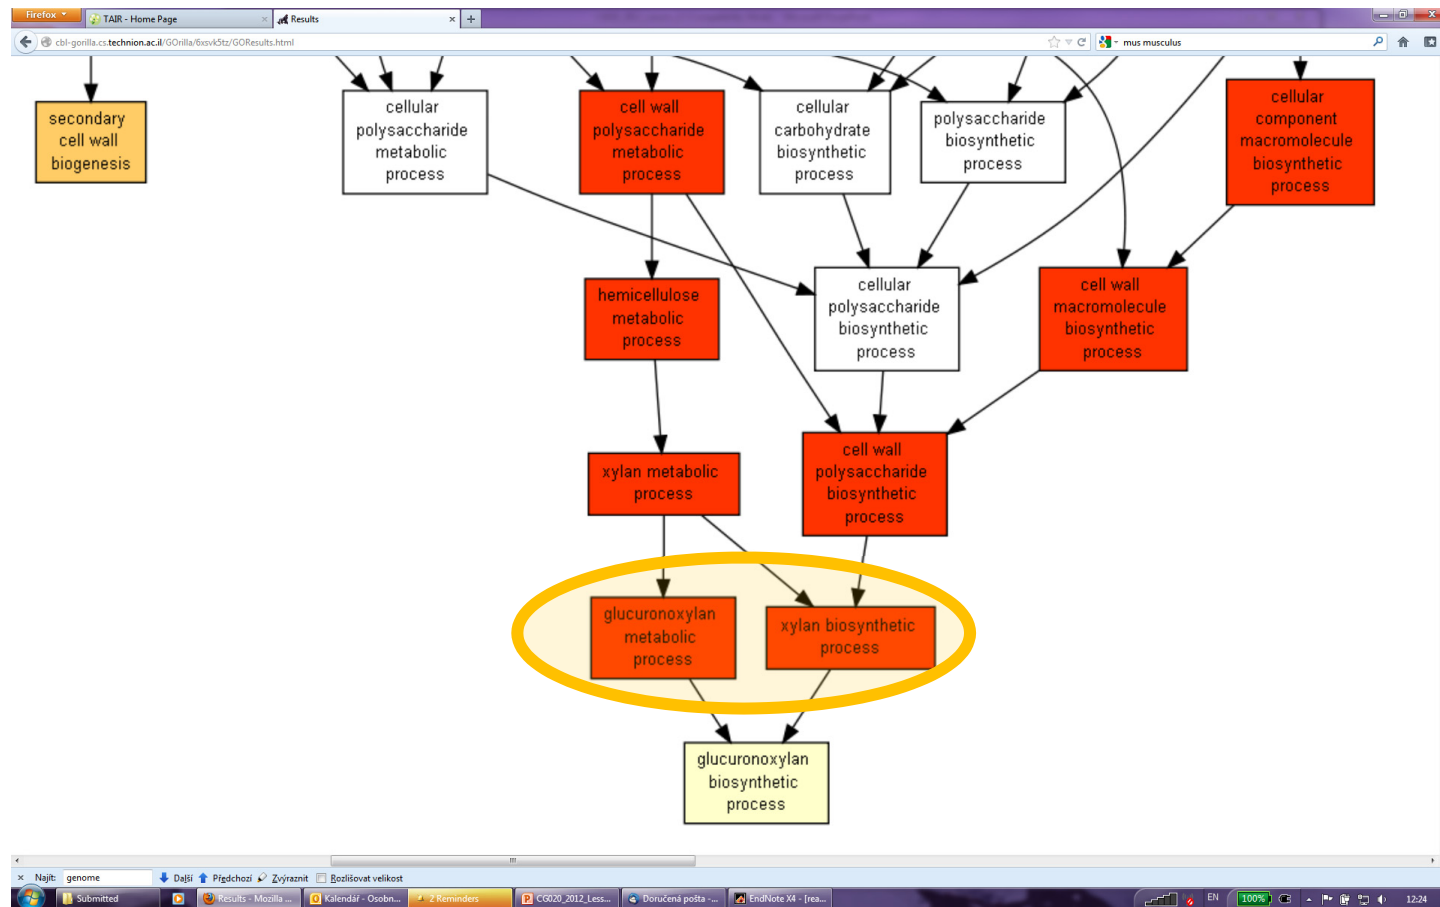 Firefox
TAIR - Home Page
Results
cbl-gorilla.cs.technion.ac.il/GOrilla/6xsvk5tz/GOResults.html
mus musculus
secondary
cell wall
biogenesis
cellular
polysaccharide
metabolic
process
cell wall
polysaccharide
metabolic
process
cellular
carbohydrate
biosynthetic
process
polysaccharide
biosynthetic
process
cellular
component
macromolecule
biosynthetic
process
hemicellulose
metabolic
process
cellular
polysaccharide
biosynthetic
process
cell wall
macromolecule
biosynthetic
process
xylan metabolic
process
cell wall
polysaccharide
biosynthetic
process
glucuronoxylan
metabolic
process
xylan biosynthetic
process
glucuronoxylan
biosynthetic
process
Najít: genome Další Předchozí Zvýraznit Rozlišovat velikost
Submitted
Results - Mozilla ...
Kalendář - Osobn...
2 Reminders
CG020_2012_Less...
Doručená pošta -...
EndNote X4 - [rea...
EN
100%
12:24